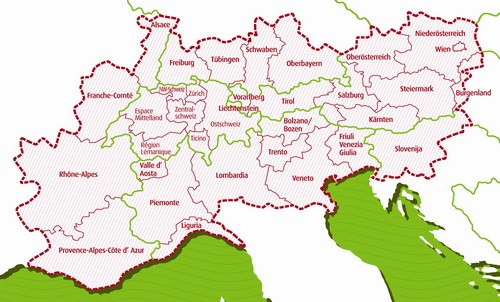 Alsace
Freiburg
Tübingen
Schwaben
Oberbayern
Oberösterreich
Niederösterreich
Wien
Burgenland
Steiermark
Salzburg
Kärnten
Tirol
Vorarlberg
Liechtenstein
Franche-Comté
NW-Schweiz
Zürich
Espace
Mittelland
Zentral-
schweiz
Ostschweiz
Région
Lémanique
Ticino
Bolzano/
Bozen
Trento
Friuli
Venezia
Giulia
Slovenija
Rhône-Alpes
Valle d'
Aosta
Piemonte
Lombardia
Veneto
Liguria
Provence-Alpes-Côte d' Azur